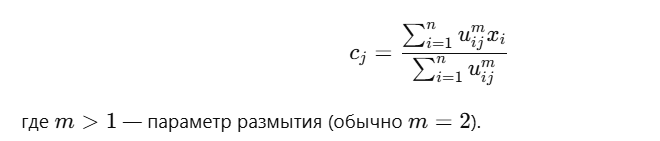 $$c_j = \frac{\sum_{i=1}^{n} u_{ij}^{m} x_i}{\sum_{i=1}^{n} u_{ij}^{m}}$$
где $m > 1$ — параметр размытия (обычно $m = 2$).